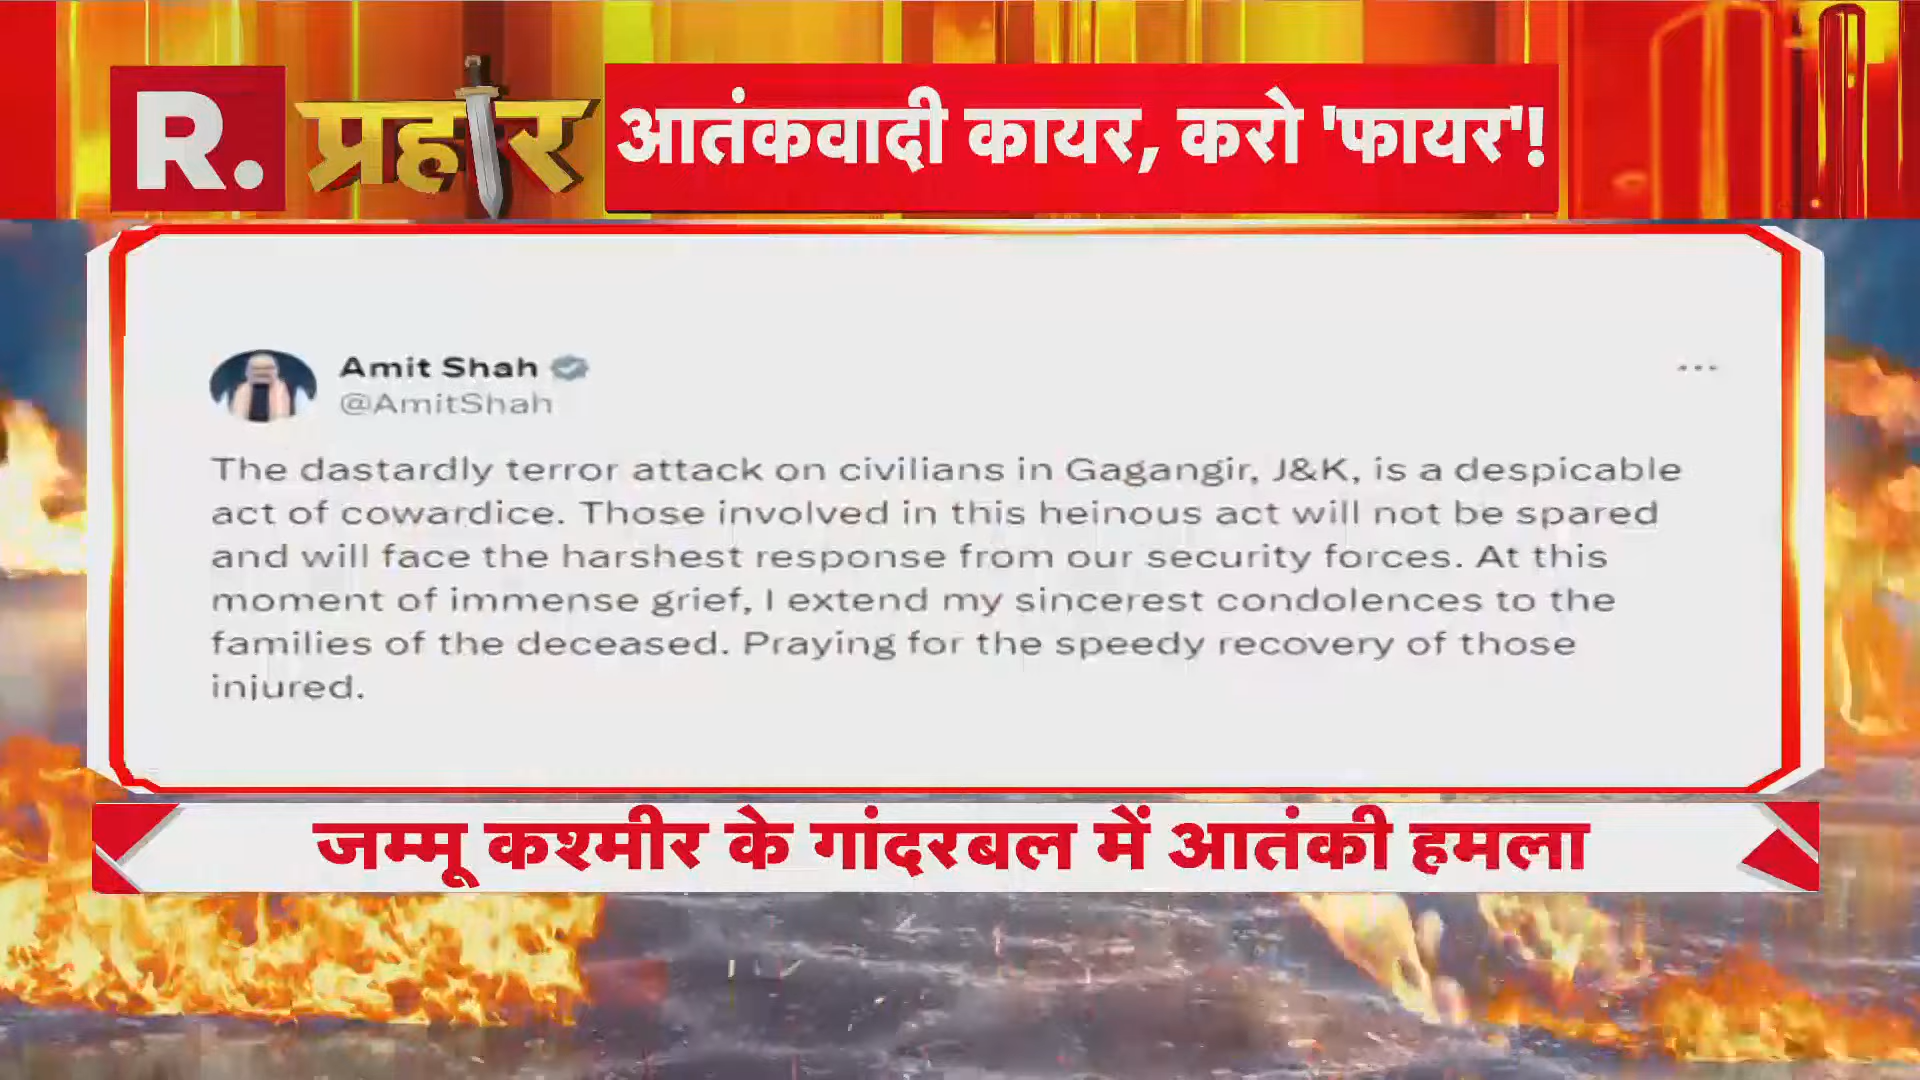 R. प्रहार आतंकवादी कायर, करो 'फायर'!
Amit Shah
@AmitShah
The dastardly terror attack on civilians in Gagangir, J&K, is a despicable
act of cowardice. Those involved in this heinous act will not be spared
and will face the harshest response from our security forces. At this
moment of immense grief, I extend my sincerest condolences to the
families of the deceased. Praying for the speedy recovery of those
injured.
जम्मू कश्मीर के गांदरबल में आतंकी हमला